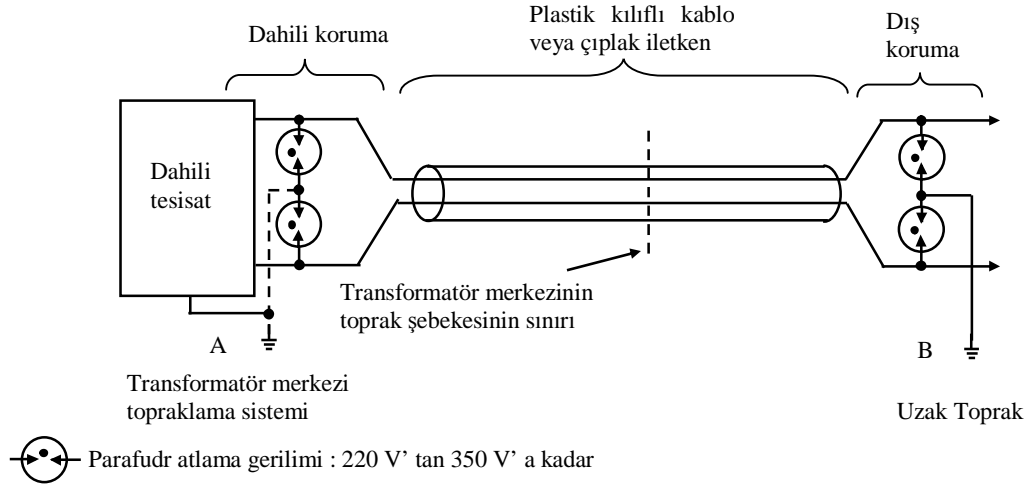 Plastik kılıflı kablo
veya çıplak iletken
Dahili koruma
Dış
koruma
Dahili
tesisat
Transformatör merkezinin
toprak şebekesinin sınırı
A
B
Transformatör merkezi
topraklama sistemi
Uzak Toprak
Parafudr atlama gerilimi : 220 V' tan 350 V' a kadar